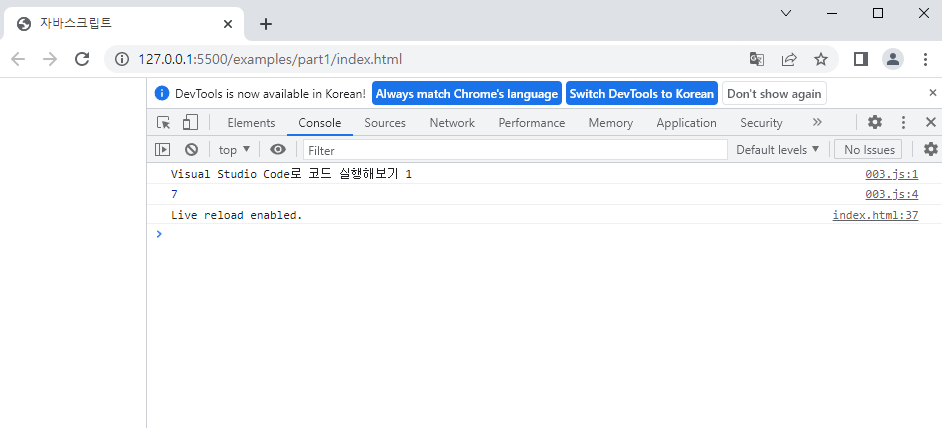 자바스크립트
127.0.0.1:5500/examples/part1/index.html
DevTools is now available in Korean! Always match Chrome's language Switch DevTools to Korean Don't show again
Elements Console Sources Network Performance Memory Application Security
top Filter Default levels No Issues
Visual Studio Code로 코드 실행해보기 1 003.js:1
7 003.js:4
Live reload enabled. index.html:37